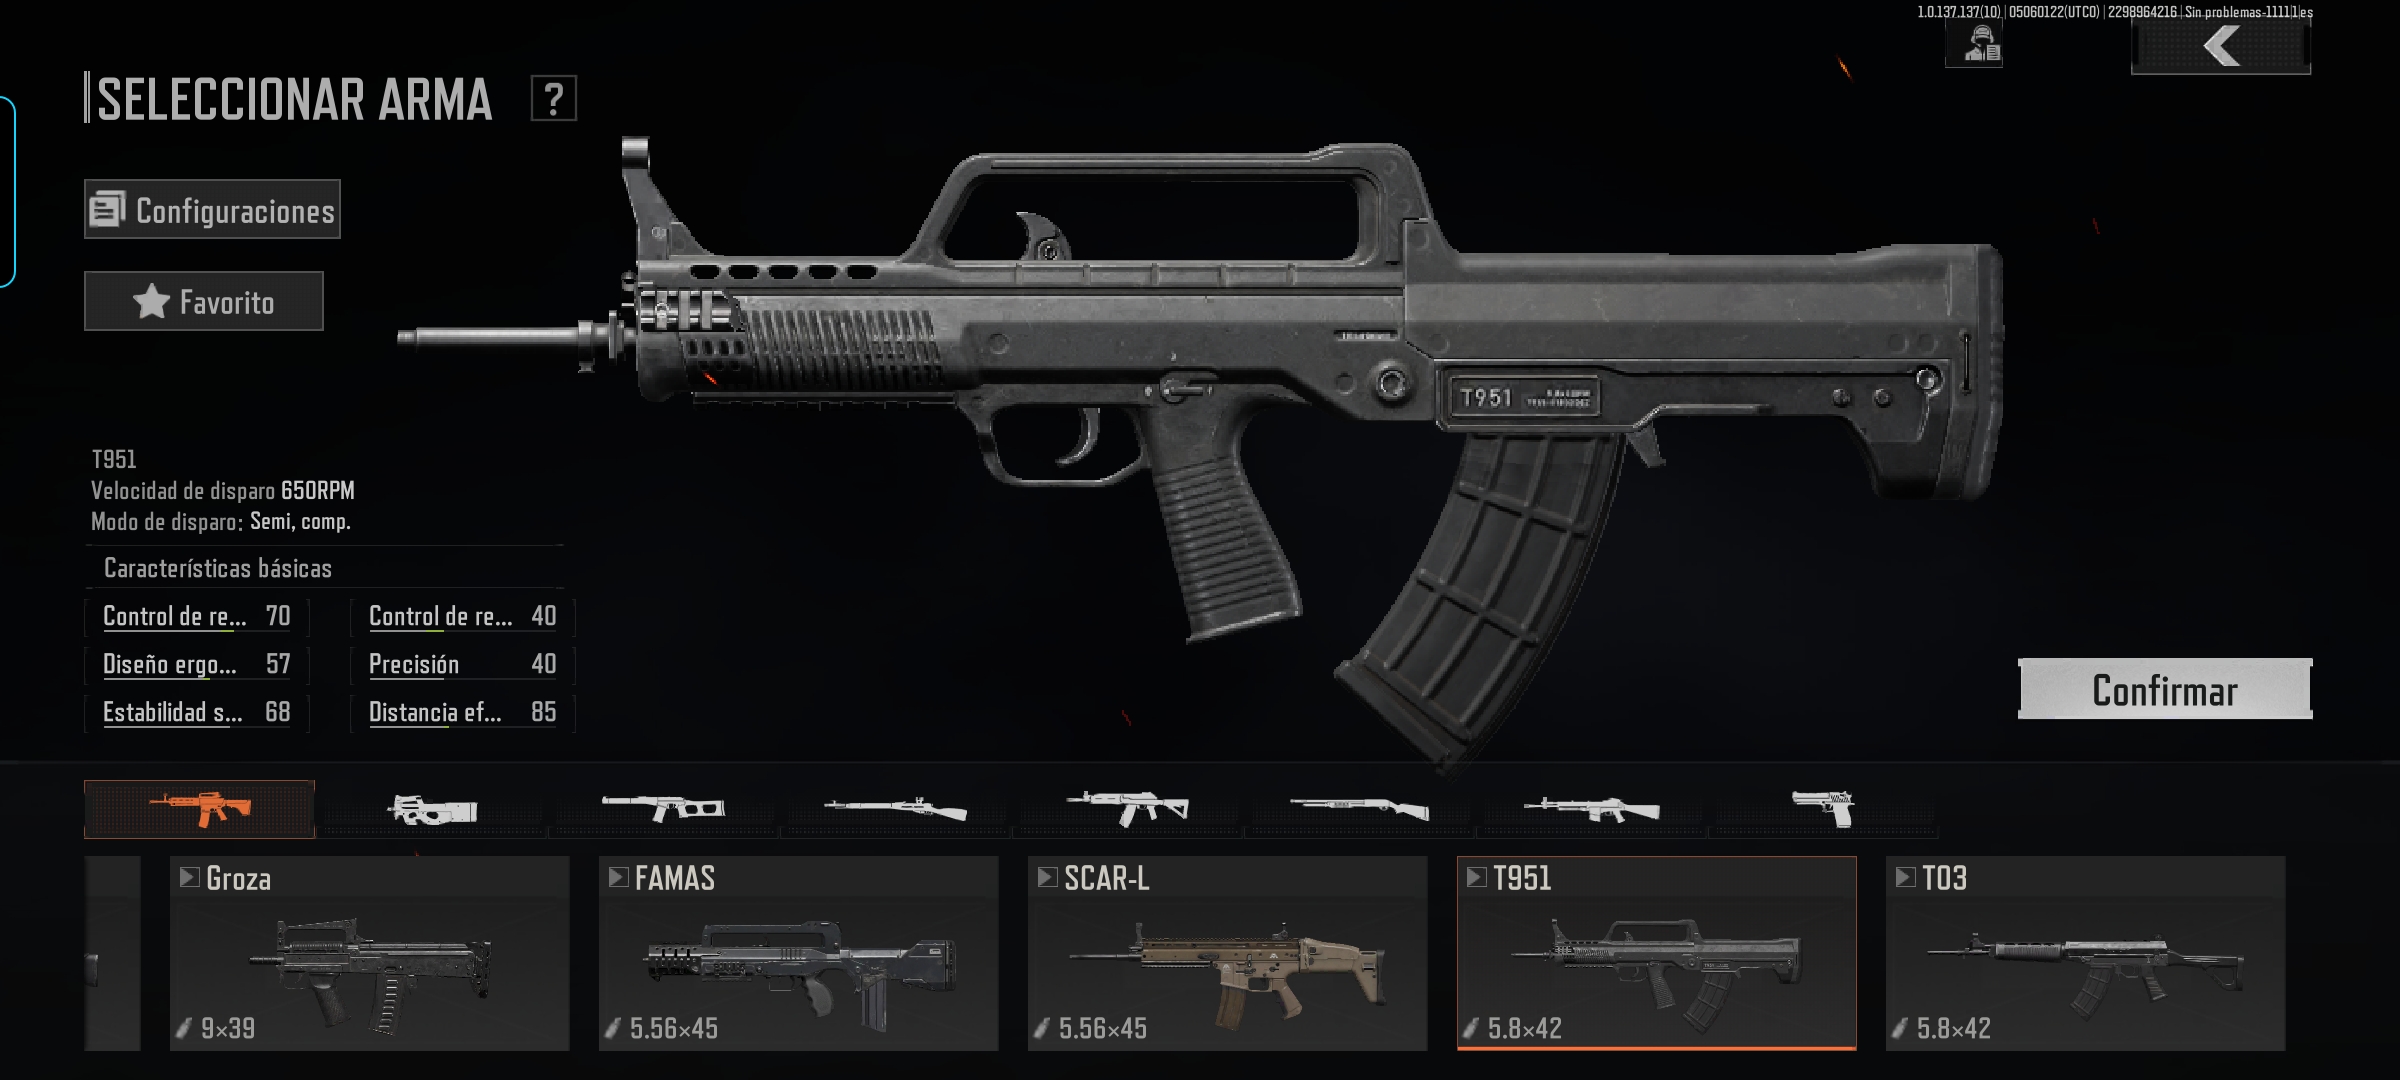 1.0.137.137(10) | 05060122(UTC0) | 2298964216 | Sin problemas-1111|1|es
SELECCIONAR ARMA ?
Configuraciones
Favorito
T951
T951
Velocidad de disparo 650RPM
Modo de disparo: Semi, comp.
Características básicas
Control de re... 70
Control de re... 40
Diseño ergo... 57
Precisión 40
Estabilidad s... 68
Distancia ef... 85
Confirmar
Groza
FAMAS
SCAR-L
T951
T03
9×39
5.56×45
5.56×45
5.8×42
5.8×42